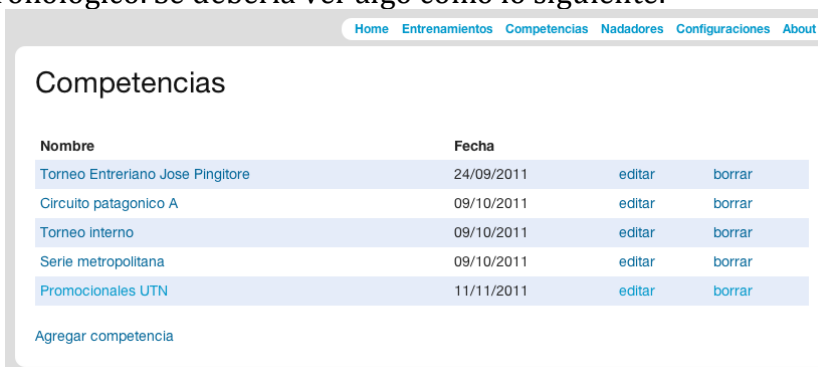 cronológico. Se debería ver algo como lo siguiente.
Home Entrenamientos Competencias Nadadores Configuraciones About
Competencias
Nombre Fecha
Torneo Entreriano Jose Pingitore 24/09/2011 editar borrar
Circuito patagonico A 09/10/2011 editar borrar
Torneo interno 09/10/2011 editar borrar
Serie metropolitana 09/10/2011 editar borrar
Promocionales UTN 11/11/2011 editar borrar
Agregar competencia